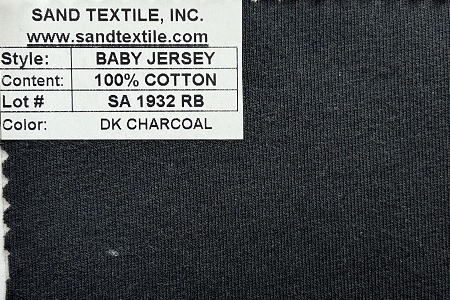 SAND TEXTILE, INC.
www.sandtextile.com
Style: BABY JERSEY
Content: 100% COTTON
Lot # SA 1932 RB
Color: DK CHARCOAL